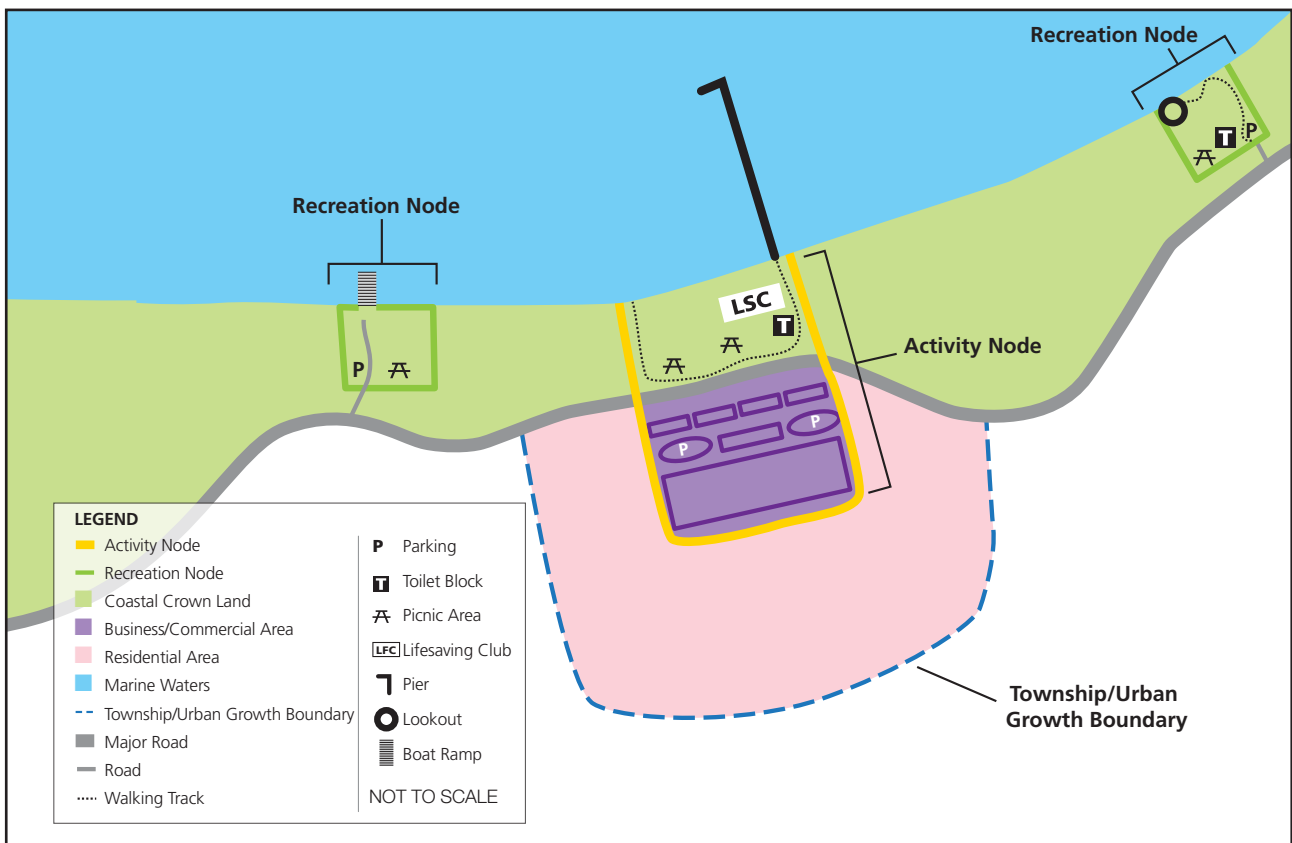 Recreation Node
P
T
Recreation Node
LSC
T
P
Activity Node
P
P
LEGEND
Activity Node
Recreation Node
Coastal Crown Land
Business/Commercial Area
Residential Area
Marine Waters
Township/Urban Growth Boundary
Major Road
Road
Walking Track
P Parking
T Toilet Block
Picnic Area
LFC Lifesaving Club
Pier
Lookout
Boat Ramp
NOT TO SCALE
Township/Urban
Growth Boundary